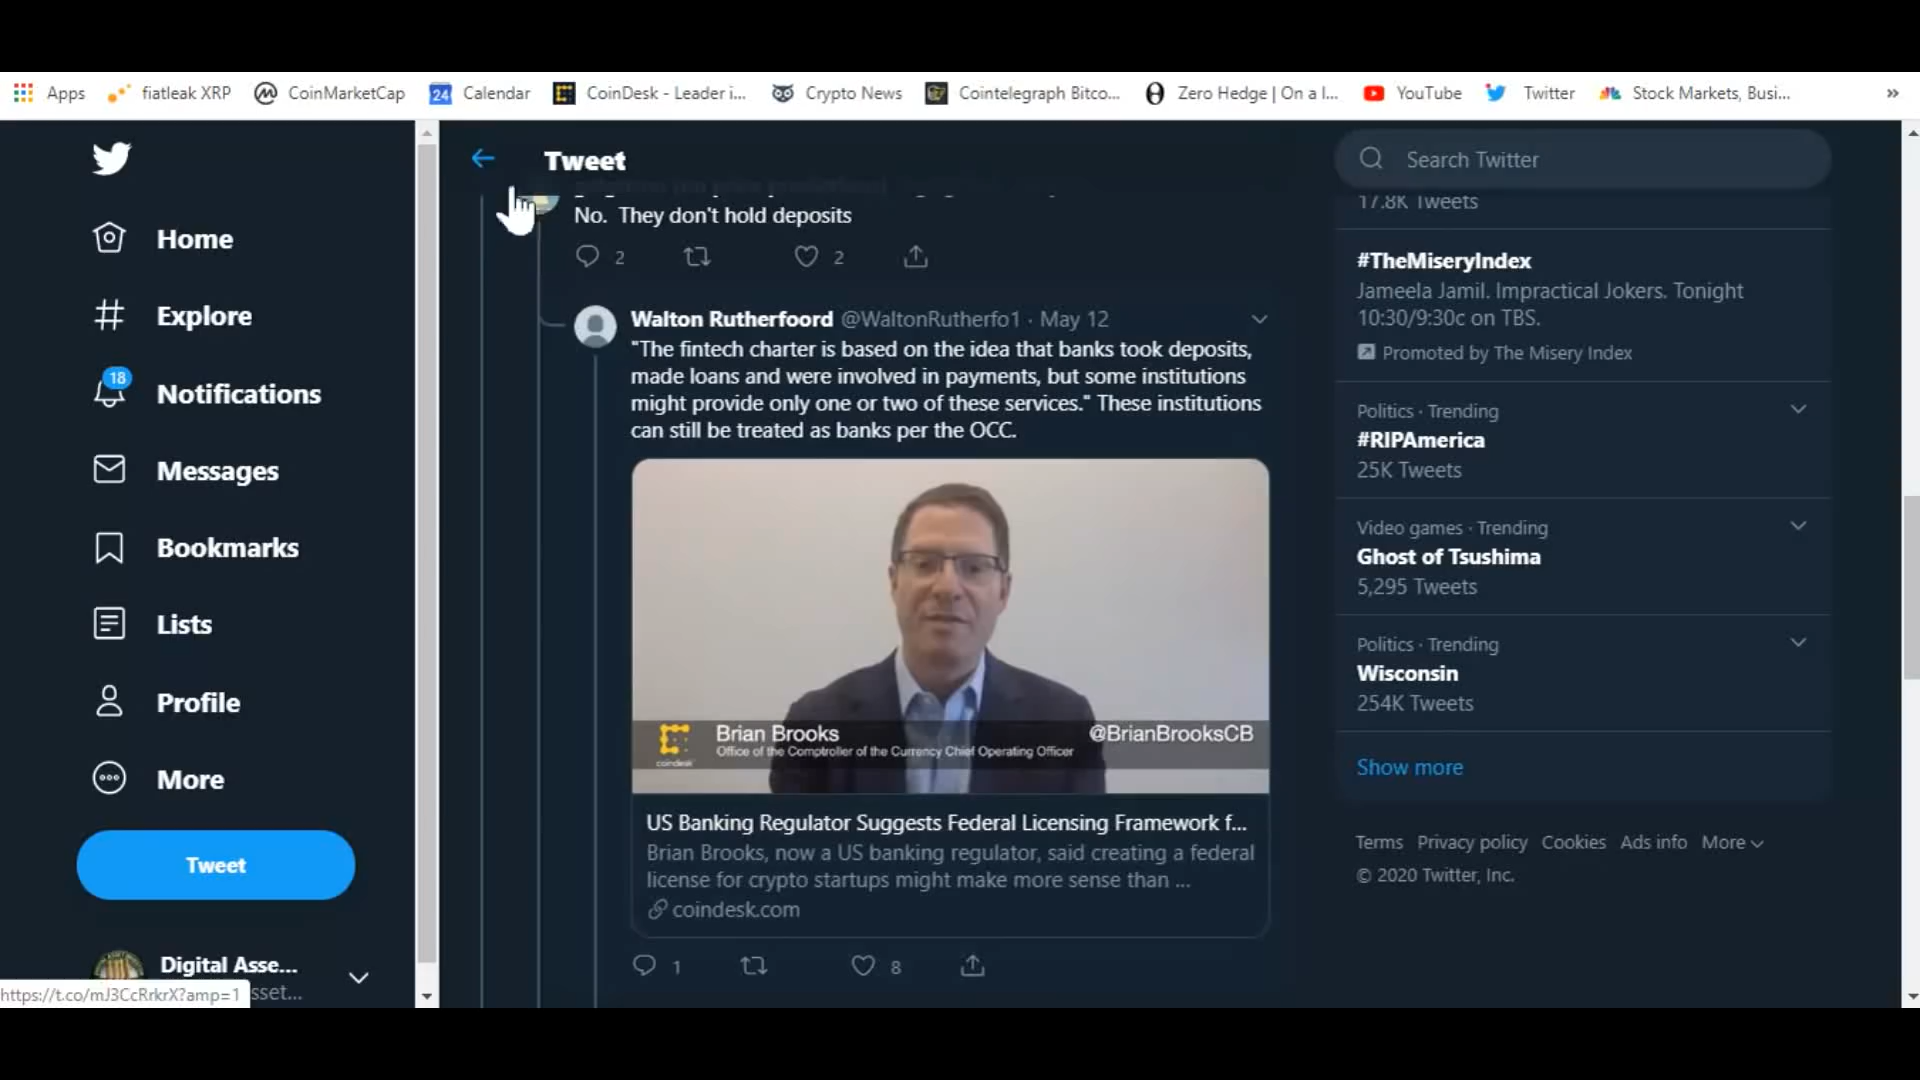 Apps fiatleak XRP CoinMarketCap 24 Calendar CoinDesk - Leader i... Crypto News Cointelegraph Bitco... Zero Hedge | On a l... YouTube Twitter Stock Markets, Busi... »
Tweet
Search Twitter
Home
Explore
18
Notifications
Messages
Bookmarks
Lists
Profile
More
Tweet
Digital Asse...
sset...
https://t.co/mJ3CcRrkrX?amp=1
No. They don't hold deposits
2 2
Walton Rutherfoord @WaltonRutherfo1 · May 12
"The fintech charter is based on the idea that banks took deposits,
made loans and were involved in payments, but some institutions
might provide only one or two of these services." These institutions
can still be treated as banks per the OCC.
coindesk
Brian Brooks
Office of the Comptroller of the Currency Chief Operating Officer
@BrianBrooksCB
US Banking Regulator Suggests Federal Licensing Framework f...
Brian Brooks, now a US banking regulator, said creating a federal
license for crypto startups might make more sense than ...
coindesk.com
1 8
17.8K Tweets
#TheMiseryIndex
Jameela Jamil. Impractical Jokers. Tonight
10:30/9:30c on TBS.
Promoted by The Misery Index
Politics · Trending
#RIPAmerica
25K Tweets
Video games · Trending
Ghost of Tsushima
5,295 Tweets
Politics · Trending
Wisconsin
254K Tweets
Show more
Terms Privacy policy Cookies Ads info More
© 2020 Twitter, Inc.